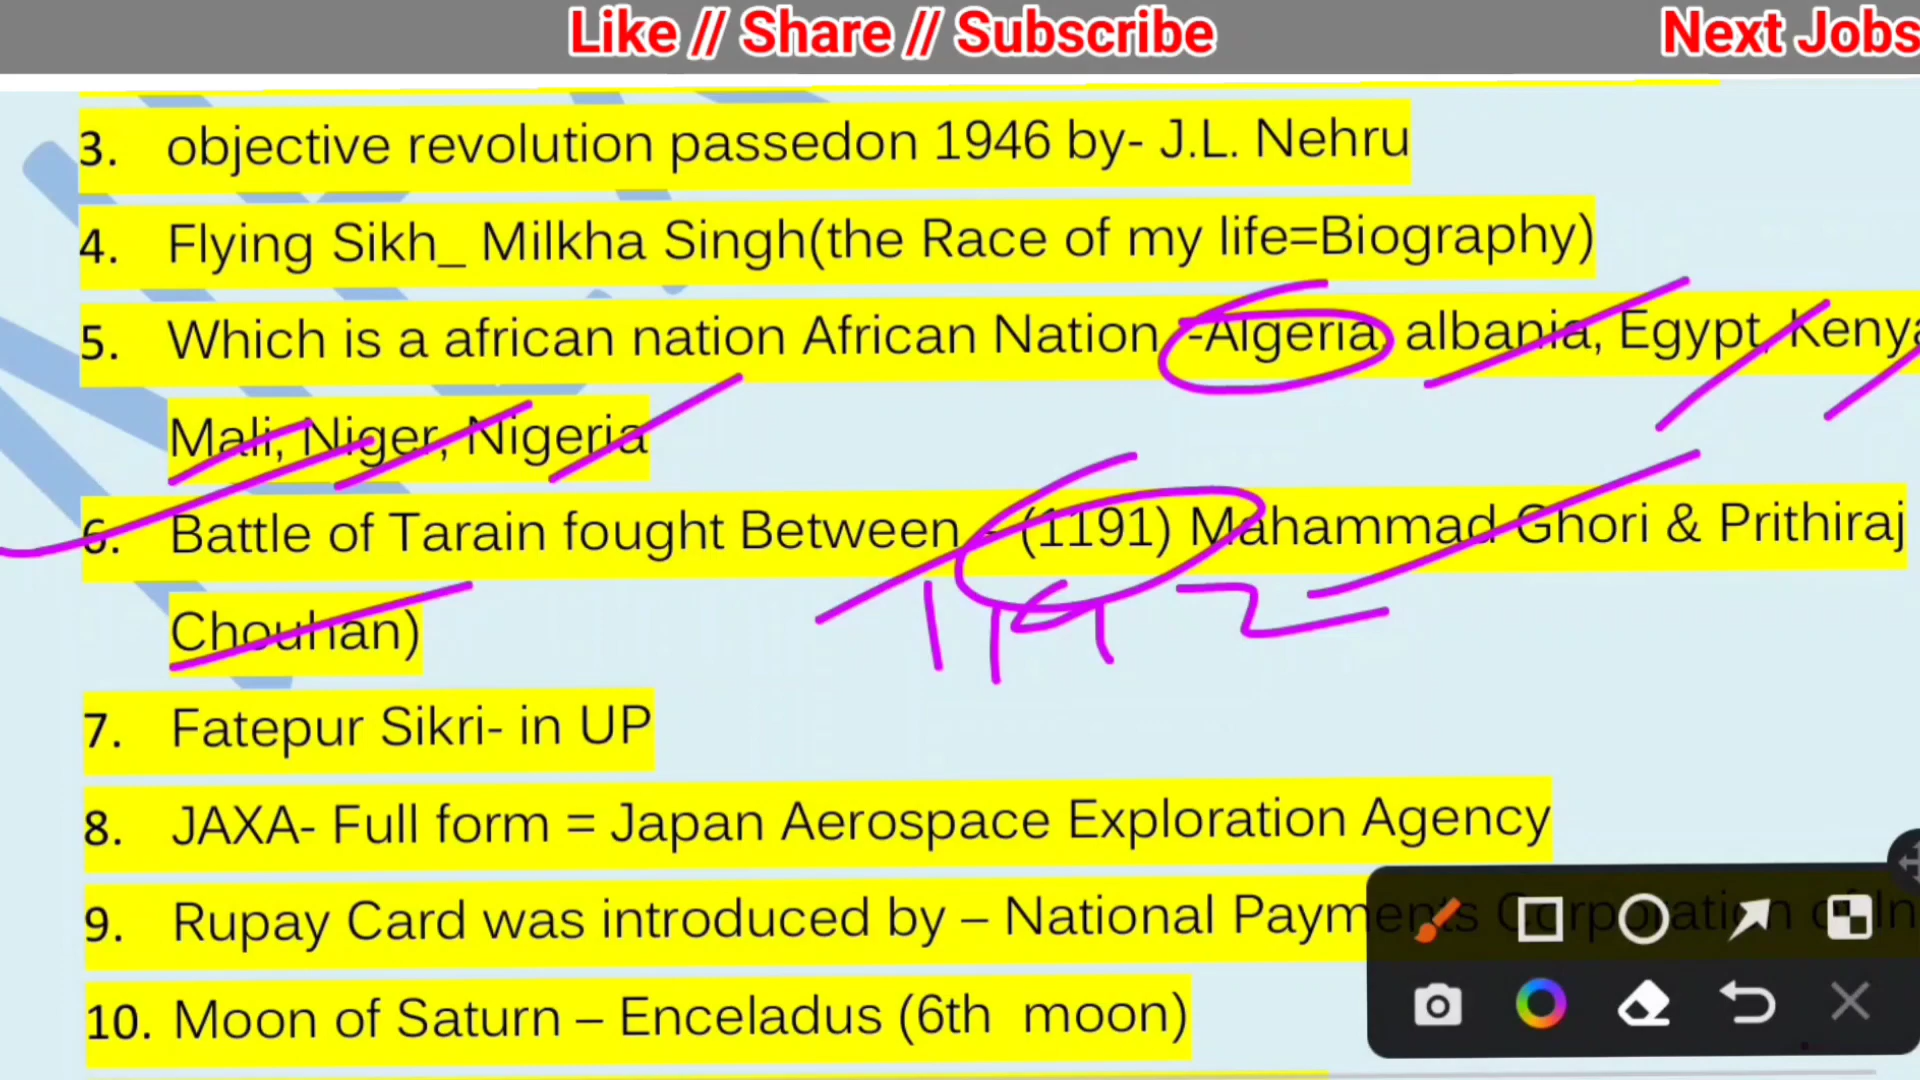 Like // Share // Subscribe Next Jobs
3. objective revolution passedon 1946 by- J.L. Nehru
4. Flying Sikh_ Milkha Singh(the Race of my life=Biography)
5. Which is a african nation African Nation -Algeria, albania, Egypt, Kenya
Mali, Niger, Nigeria
6. Battle of Tarain fought Between - (1191) Mahammad Ghori & Prithiraj
Chouhan)
1192
7. Fatepur Sikri- in UP
8. JAXA- Full form = Japan Aerospace Exploration Agency
9. Rupay Card was introduced by – National Payments Corporation of In
10. Moon of Saturn – Enceladus (6th moon)